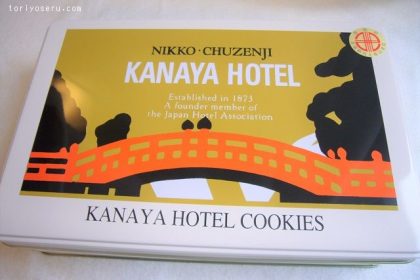 toriyoseru.com
NIKKO・CHUZENJI
KANAYA HOTEL
Established in 1873
A founder member of
the Japan Hotel Association
KANAYA HOTEL COOKIES